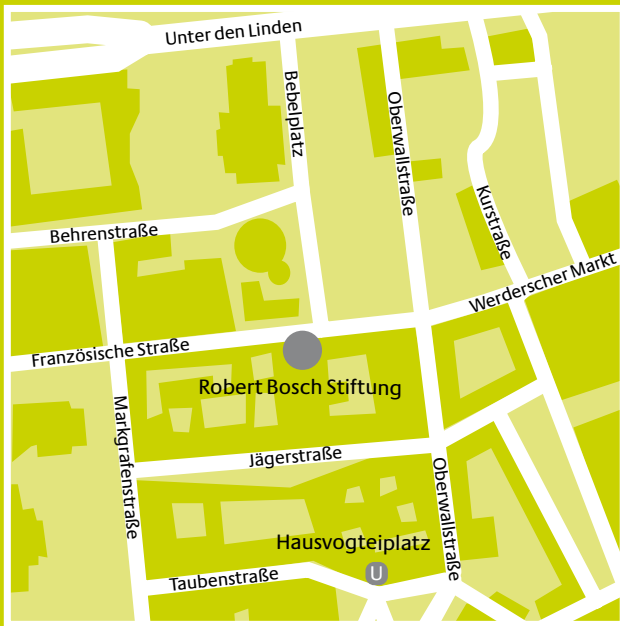 Unter den Linden
Bebelplatz
Oberwallstraße
Kurstraße
Behrenstraße
Werderscher Markt
Französische Straße
Robert Bosch Stiftung
Markgrafenstraße
Jägerstraße
Oberwallstraße
Hausvogteiplatz
U
Taubenstraße